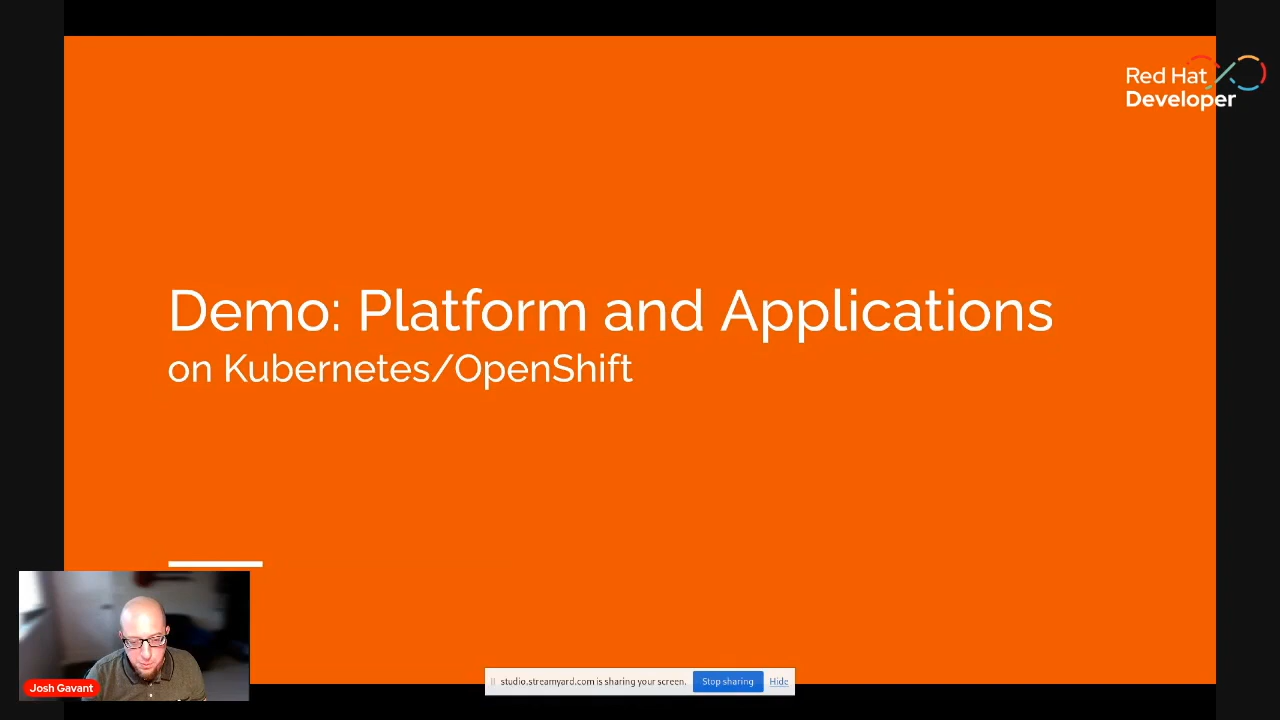 Red Hat
Developer
Demo: Platform and Applications
on Kubernetes/OpenShift
Josh Gavant
studio.streamyard.com is sharing your screen. Stop sharing Hide